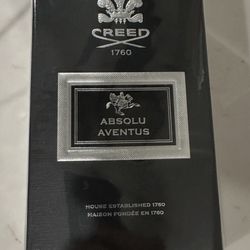 CREED
1760
ABSOLU
AVENTUS
HOUSE ESTABLISHED 1760
MAISON FONDÉE EN 1760